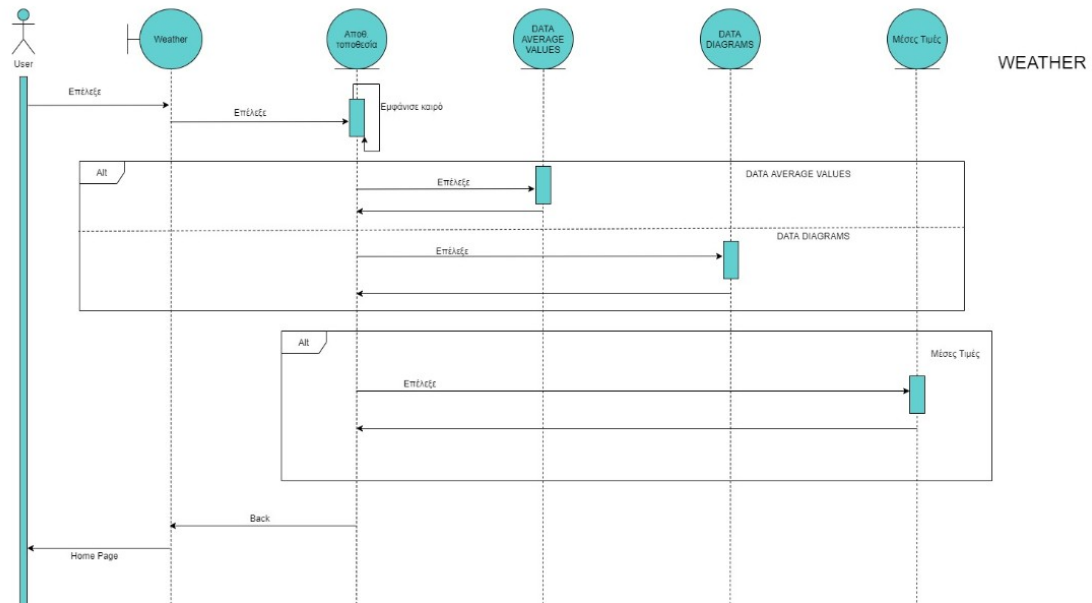 User
Weather
Αποθ.
τοποθεσία
DATA
AVERAGE
VALUES
DATA
DIAGRAMS
Μέσες Τιμές
WEATHER
Επέλεξε
Επέλεξε
Εμφάνισε καιρό
Alt
DATA AVERAGE VALUES
Επέλεξε
DATA DIAGRAMS
Επέλεξε
Alt
Μέσες Τιμές
Επέλεξε
Back
Home Page